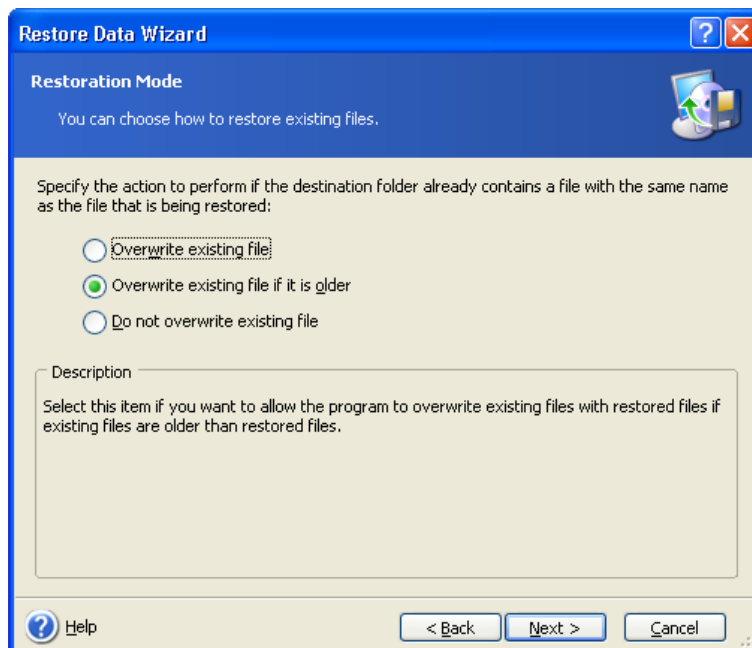 Restore Data Wizard
Restoration Mode
You can choose how to restore existing files.
Specify the action to perform if the destination folder already contains a file with the same name
as the file that is being restored:
Overwrite existing file
Overwrite existing file if it is older
Do not overwrite existing file
Description
Select this item if you want to allow the program to overwrite existing files with restored files if
existing files are older than restored files.
Help
< Back
Next >
Cancel